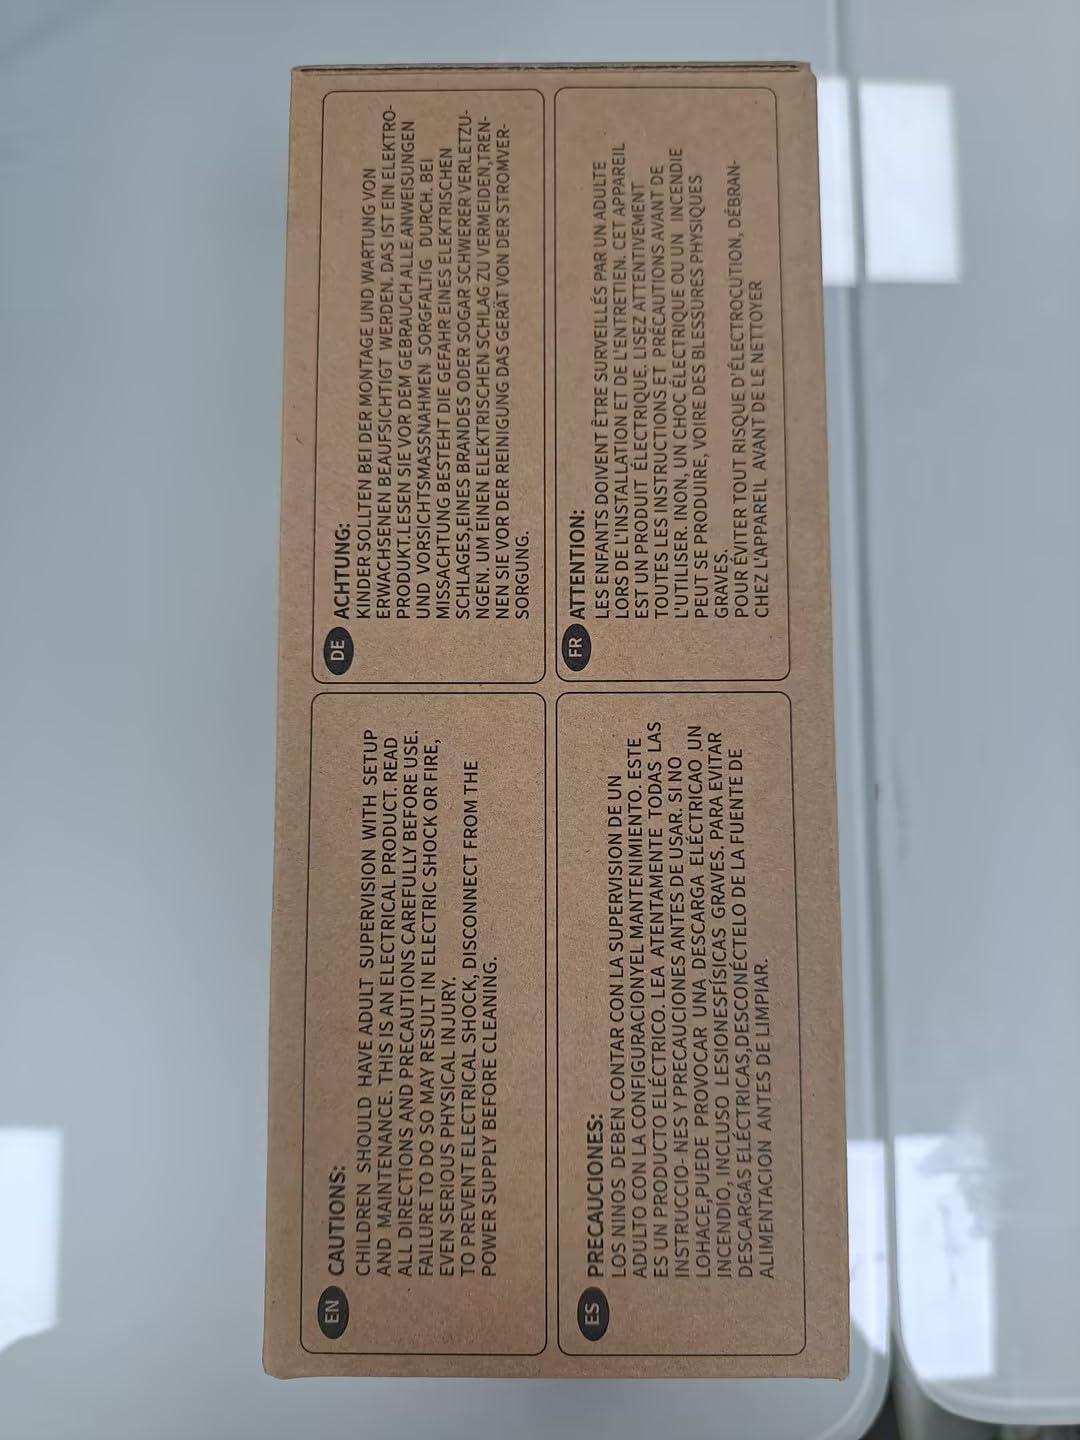 EN CAUTIONS:
CHILDREN SHOULD HAVE ADULT SUPERVISION WITH SETUP
AND MAINTENANCE. THIS IS AN ELECTRICAL PRODUCT. READ
ALL DIRECTIONS AND PRECAUTIONS CAREFULLY BEFORE USE.
FAILURE TO DO SO MAY RESULT IN ELECTRIC SHOCK OR FIRE,
EVEN SERIOUS PHYSICAL INJURY.
TO PREVENT ELECTRICAL SHOCK, DISCONNECT FROM THE
POWER SUPPLY BEFORE CLEANING.
DE ACHTUNG:
KINDER SOLLTEN BEI DER MONTAGE UND WARTUNG VON
ERWACHSENEN BEAUFSICHTIGT WERDEN. DAS IST EIN ELEKTRO-
PRODUKT.LESEN SIE VOR DEM GEBRAUCH ALLE ANWEISUNGEN
UND VORSICHTSMASSNAHMEN SORGFÄLTIG DURCH. BEI
MISSACHTUNG BESTEHT DIE GEFAHR EINES ELEKTRISCHEN
SCHLAGES,EINES BRANDES ODER SOGAR SCHWERER VERLETZU-
NGEN. UM EINEN ELEKTRISCHEN SCHLAG ZU VERMEIDEN,TREN-
NEN SIE VOR DER REINIGUNG DAS GERÄT VON DER STROMVER-
SORGUNG.
ES PRECAUCIONES:
LOS NINOS DEBEN CONTAR CON LA SUPERVISION DE UN
ADULTO CON LA CONFIGURACIONYEL MANTENIMIENTO. ESTE
ES UN PRODUCTO ELÉCTRICO. LEA ATENTAMENTE TODAS LAS
INSTRUCCIO- NES Y PRECAUCIONES ANTES DE USAR. SI NO
LOHACE,PUEDE PROVOCAR UNA DESCARGA ELÉCTRICAO UN
INCENDIO, INCLUSO LESIONESFÍSICAS GRAVES. PARA EVITAR
DESCARGAS ELÉCTRICAS,DESCONÉCTELO DE LA FUENTE DE
ALIMENTACION ANTES DE LIMPIAR.
FR ATTENTION:
LES ENFANTS DOIVENT ÊTRE SURVEILLÉS PAR UN ADULTE
LORS DE L'INSTALLATION ET DE L'ENTRETIEN. CET APPAREIL
EST UN PRODUIT ÉLECTRIQUE. LISEZ ATTENTIVEMENT
TOUTES LES INSTRUCTIONS ET PRÉCAUTIONS AVANT DE
L'UTILISER. INON, UN CHOC ÉLECTRIQUE OU UN INCENDIE
PEUT SE PRODUIRE, VOIRE DES BLESSURES PHYSIQUES
GRAVES.
POUR ÉVITER TOUT RISQUE D'ÉLECTROCUTION, DÉBRAN-
CHEZ L'APPAREIL AVANT DE LE NETTOYER